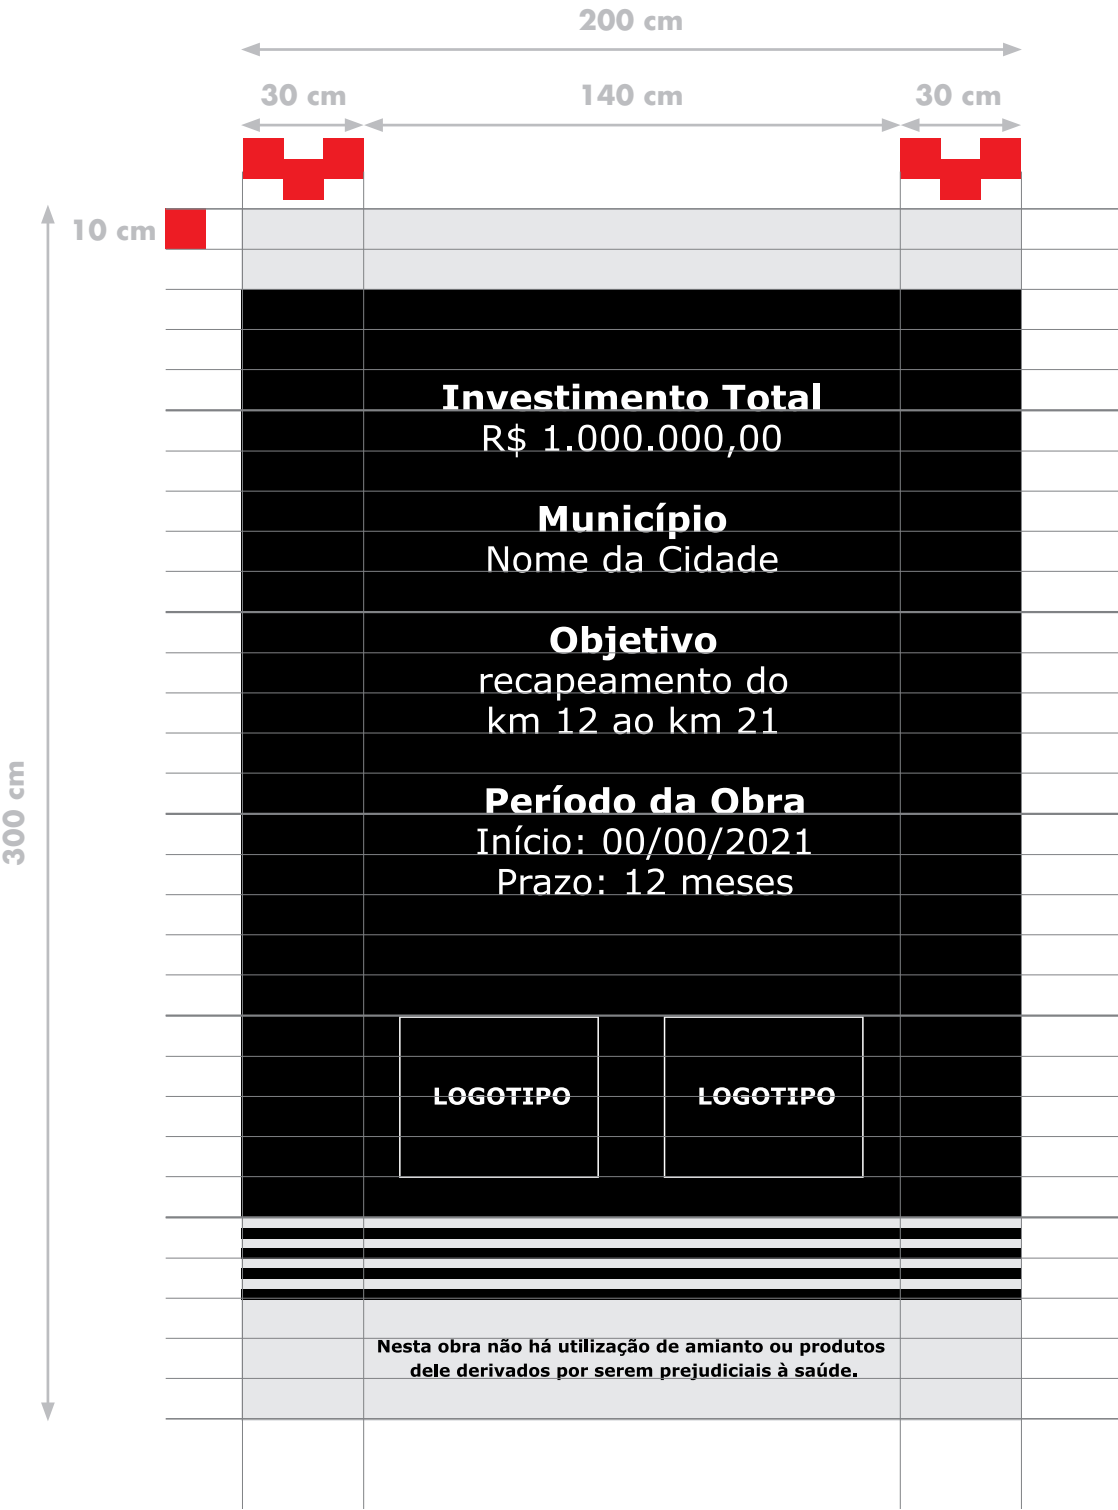 200 cm
30 cm
140 cm
30 cm
10 cm
300 cm
Investimento Total
R$ 1.000.000,00
Município
Nome da Cidade
Objetivo
recapeamento do
km 12 ao km 21
Período da Obra
Início: 00/00/2021
Prazo: 12 meses
LOGOTIPO
LOGOTIPO
Nesta obra não há utilização de amianto ou produtos
dele derivados por serem prejudiciais à saúde.